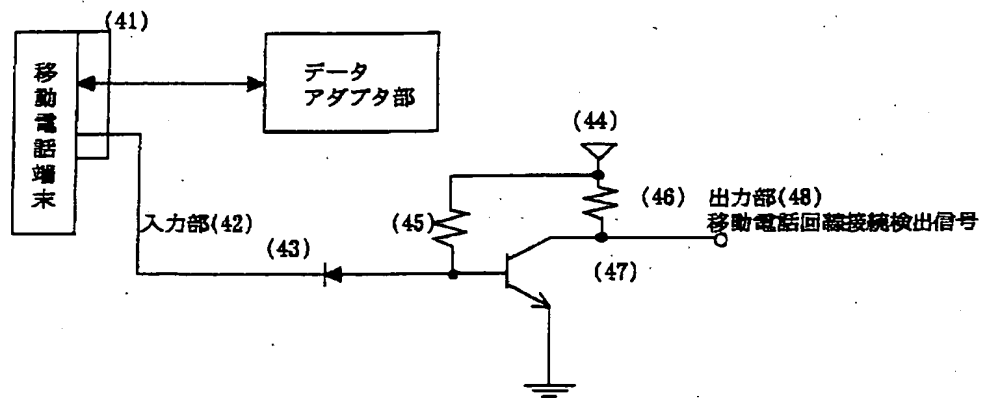 (41)
移動電話端末
データ
アダプタ部
(44)
入力部(42)
(43)
(45)
(46)
出力部(48)
移動電話回線接続検出信号
(47)